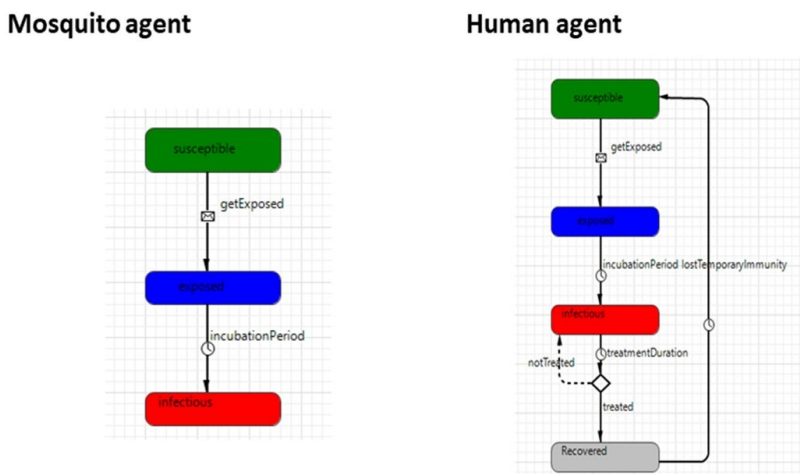 Mosquito agent
susceptible
getExposed
exposed
incubationPeriod
infectious
Human agent
susceptible
getExposed
exposed
incubationPeriod lostTemporaryImmunity
infectious
treatmentDuration
notTreated
treated
Recovered